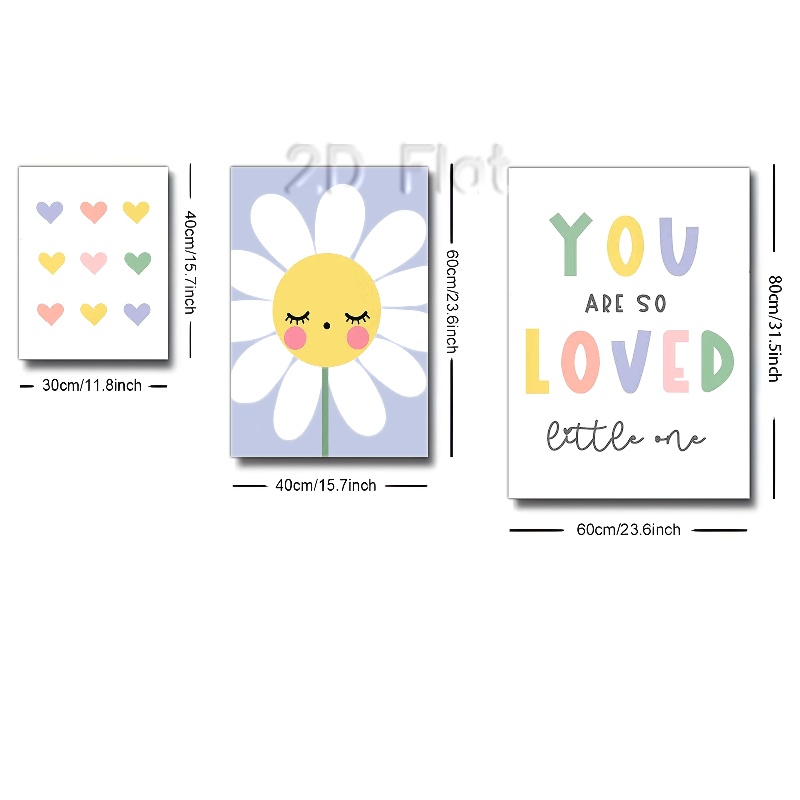 2D Flat
40cm/15.7inch
30cm/11.8inch
60cm/23.6inch
40cm/15.7inch
YOU
ARE SO
LOVED
little one
80cm/31.5inch
60cm/23.6inch